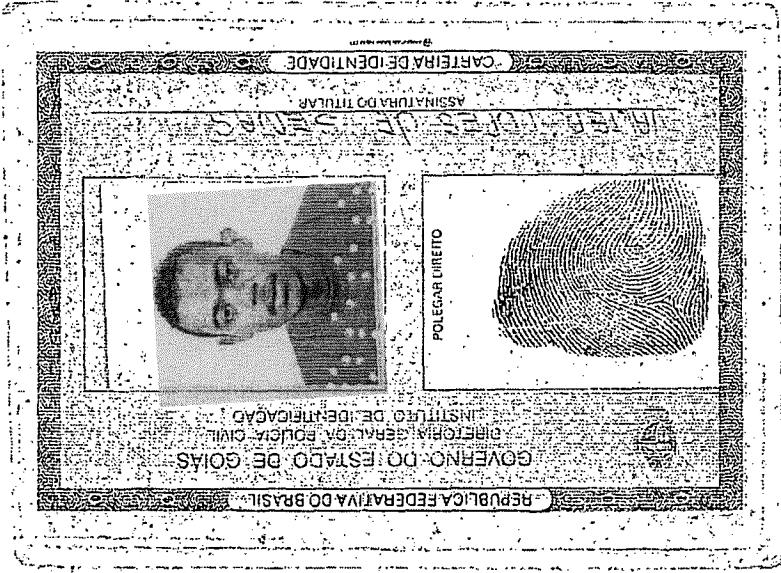 REPÚBLICA FEDERATIVA DO BRASIL
GOVERNO DO ESTADO DE GOIÁS
DIRETORIA GERAL DA POLÍCIA CIVIL
INSTITUTO DE IDENTIFICAÇÃO
POLEGAR DIREITO
ASSINATURA DO TITULAR
CARTEIRA DE IDENTIDADE